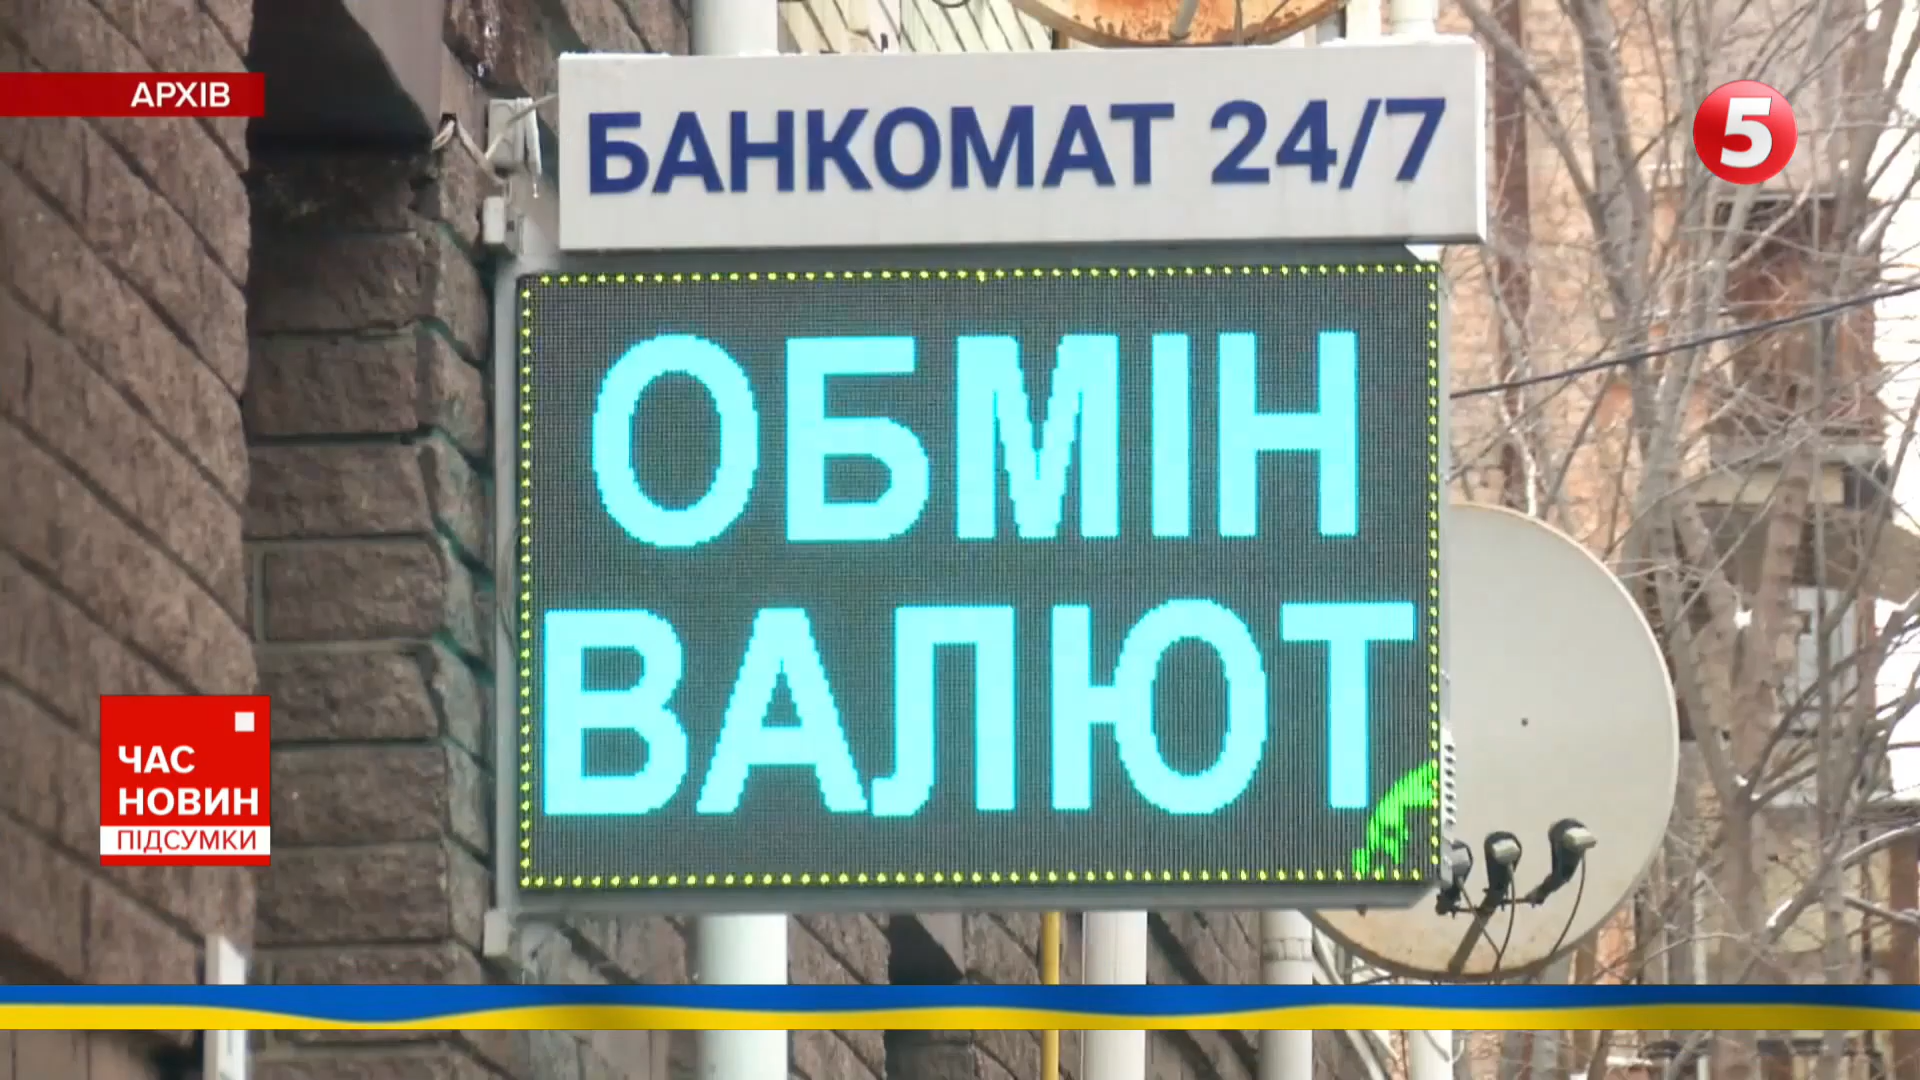 АРХІВ
БАНКОМАТ 24/7
5
ОБМІН
ВАЛЮТ
ЧАС
НОВИН
ПІДСУМКИ